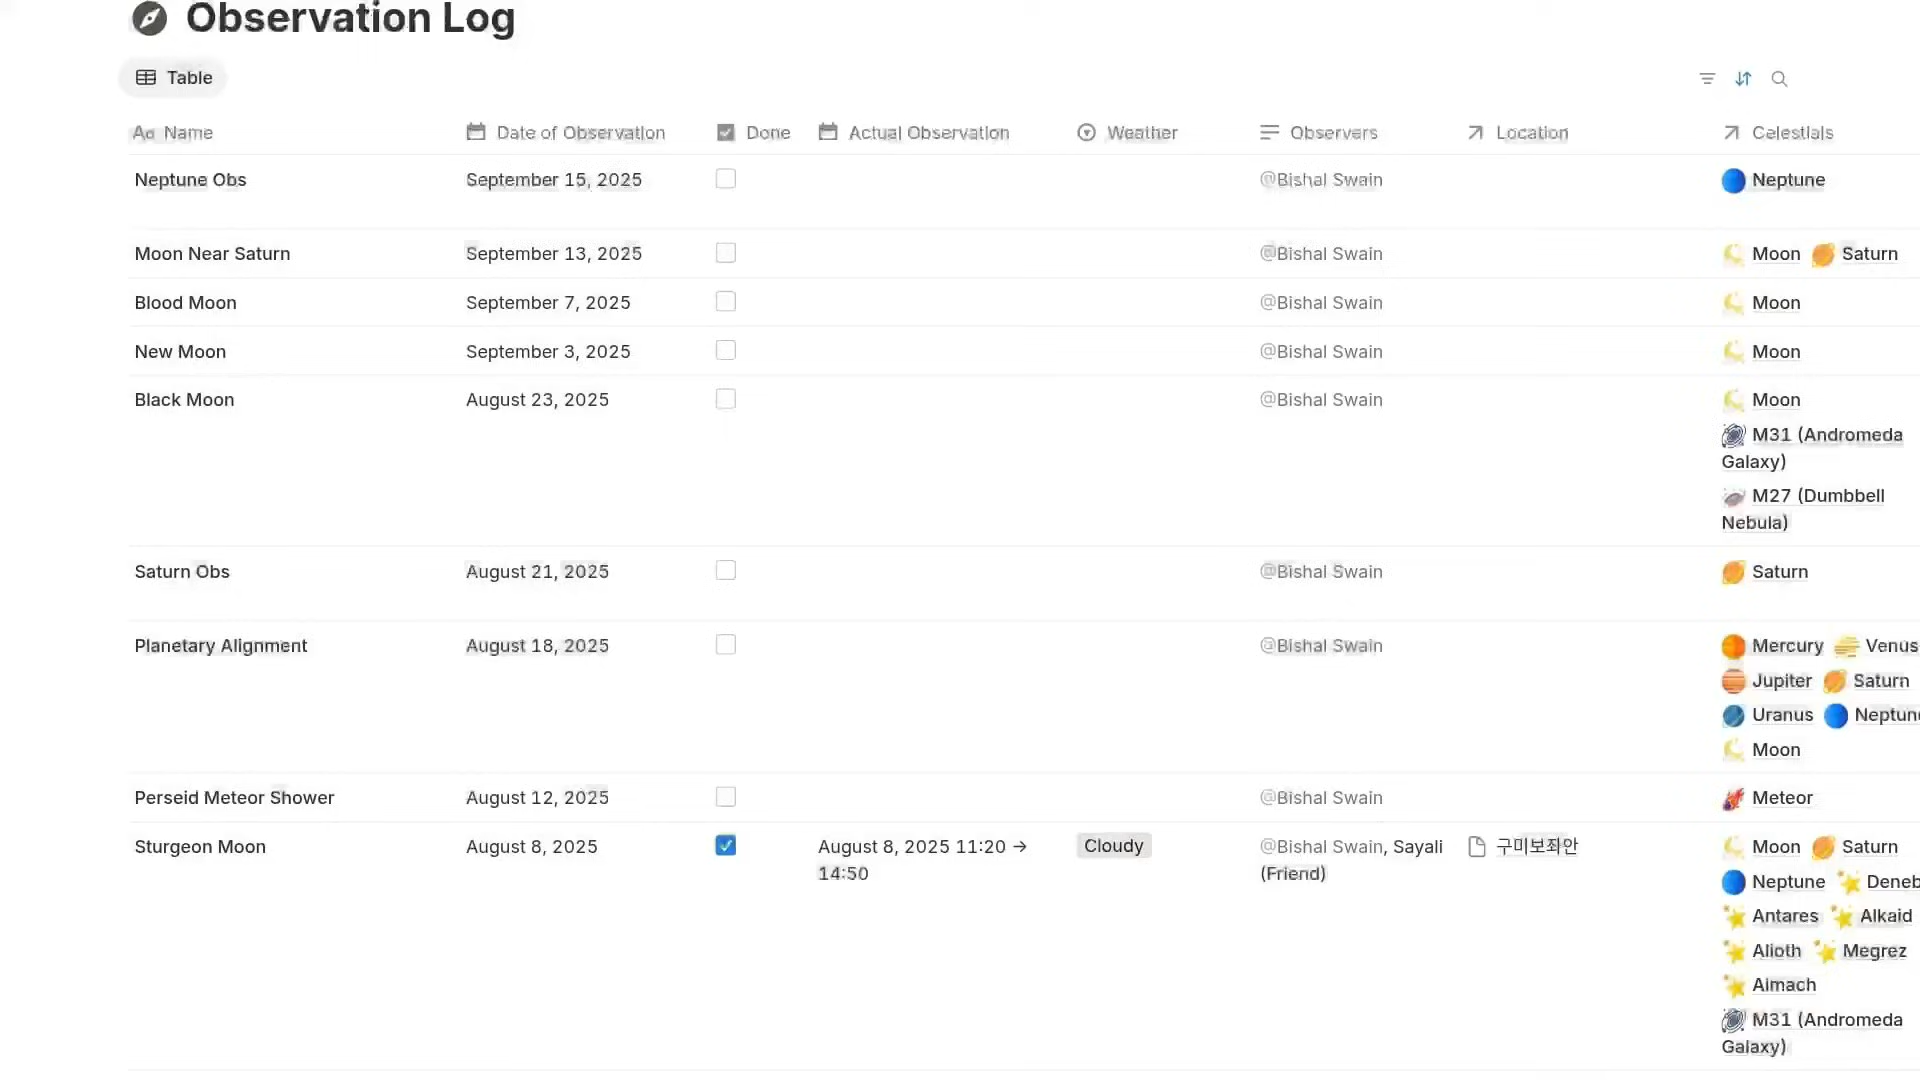 Observation Log
Table
Aa Name Date of Observation Done Actual Observation Weather Observers Location Celestials
Neptune Obs September 15, 2025 @Bishal Swain Neptune
Moon Near Saturn September 13, 2025 @Bishal Swain Moon Saturn
Blood Moon September 7, 2025 @Bishal Swain Moon
New Moon September 3, 2025 @Bishal Swain Moon
Black Moon August 23, 2025 @Bishal Swain Moon
M31 (Andromeda
Galaxy)
M27 (Dumbbell
Nebula)
Saturn Obs August 21, 2025 @Bishal Swain Saturn
Planetary Alignment August 18, 2025 @Bishal Swain Mercury Venus
Jupiter Saturn
Uranus Neptune
Moon
Perseid Meteor Shower August 12, 2025 @Bishal Swain Meteor
Sturgeon Moon August 8, 2025 August 8, 2025 11:20 → Cloudy @Bishal Swain, Sayali 구미보좌안 Moon Saturn
14:50 (Friend)
Neptune Deneb
Antares Alkaid
Alioth Megrez
Almach
M31 (Andromeda
Galaxy)